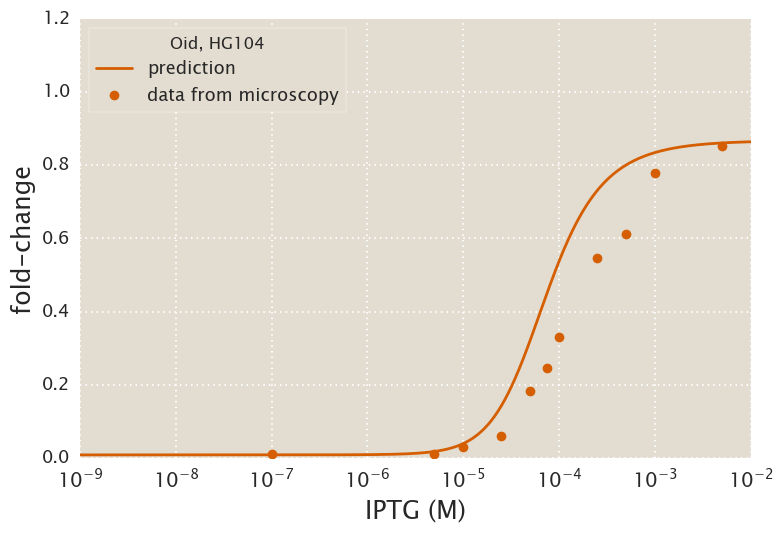 Oid, HG104
prediction
data from microscopy
1.2
1.0
0.8
0.6
0.4
0.2
0.0
fold-change
10⁻⁹ 10⁻⁸ 10⁻⁷ 10⁻⁶ 10⁻⁵ 10⁻⁴ 10⁻³ 10⁻²
IPTG (M)